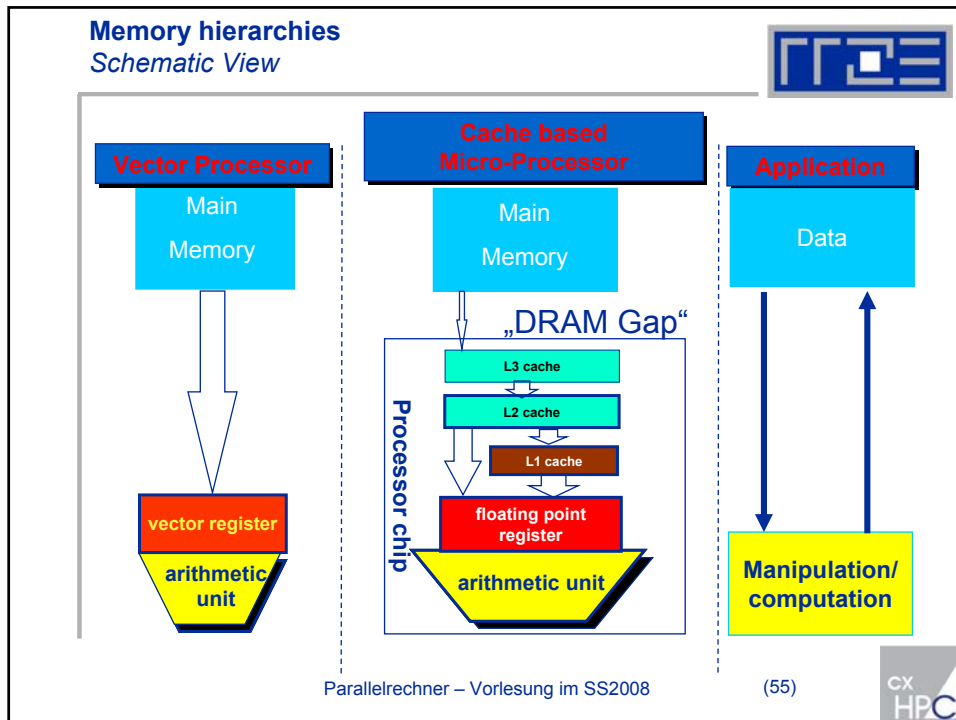 Memory hierarchies
Schematic View
Vector Processor
Main
Memory
vector register
arithmetic
unit
Cache based
Micro-Processor
Main
Memory
„DRAM Gap“
Processor chip
L3 cache
L2 cache
L1 cache
floating point
register
arithmetic unit
Application
Data
Manipulation/
computation
Parallelrechner – Vorlesung im SS2008
(55)
CX
HPC